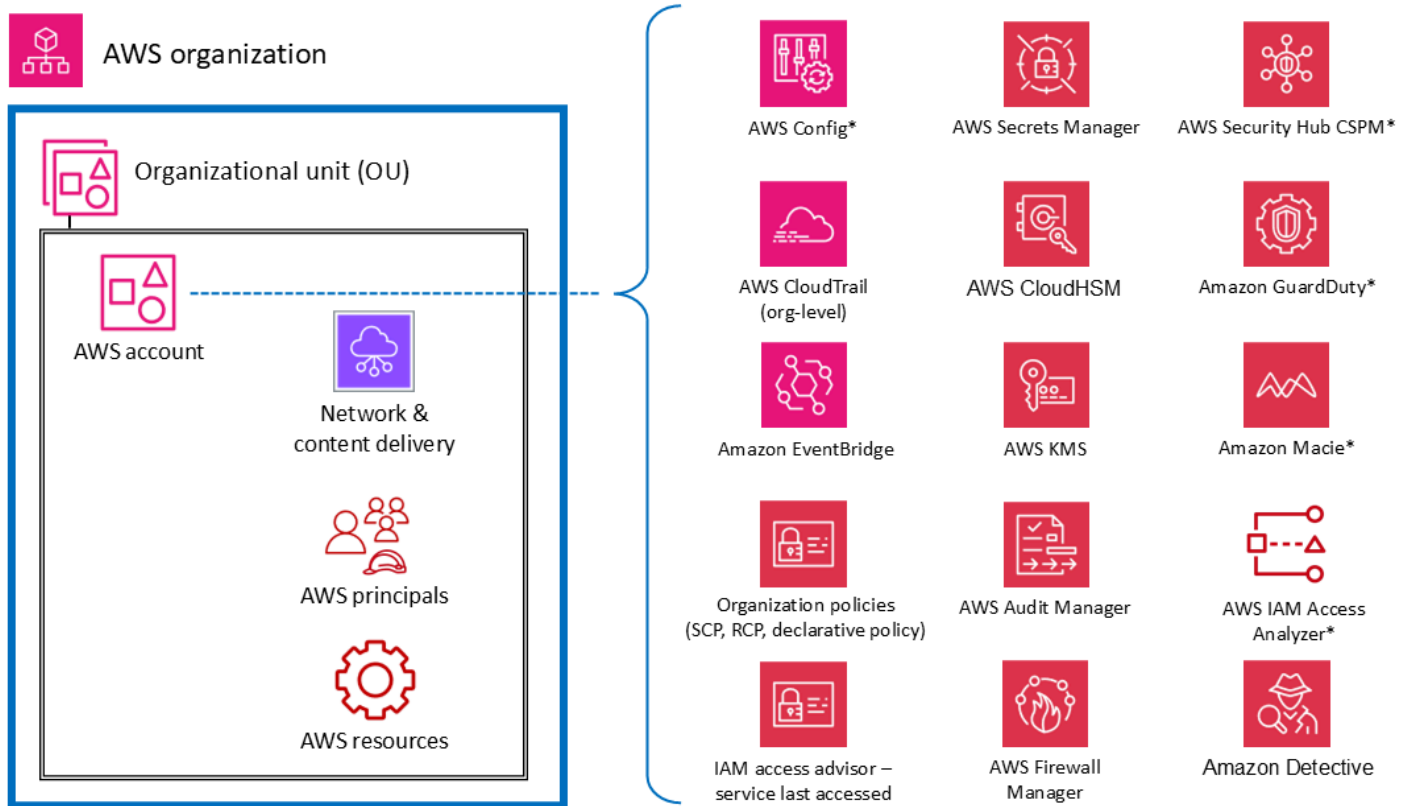 AWS organization
Organizational unit (OU)
AWS account
Network &
content delivery
AWS principals
AWS resources
AWS Config*
AWS Secrets Manager
AWS Security Hub CSPM*
AWS CloudTrail
(org-level)
AWS CloudHSM
Amazon GuardDuty*
Amazon EventBridge
AWS KMS
Amazon Macie*
Organization policies
(SCP, RCP, declarative policy)
AWS Audit Manager
AWS IAM Access
Analyzer*
IAM access advisor –
service last accessed
AWS Firewall
Manager
Amazon Detective